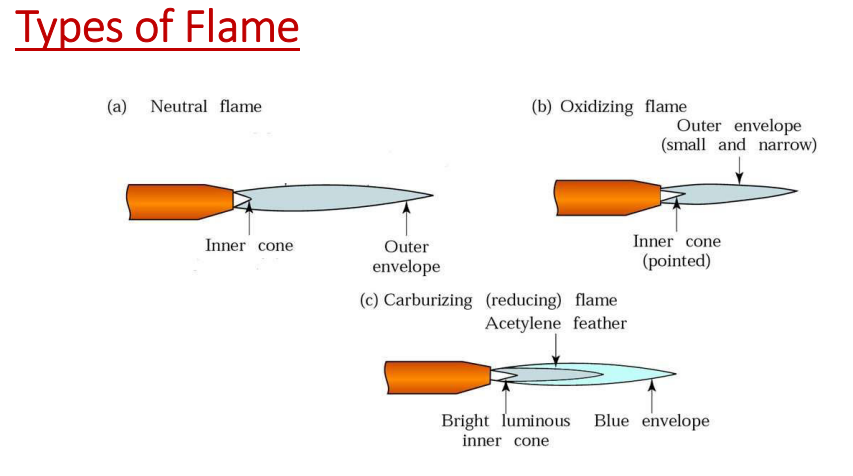 Types of Flame
(a) Neutral flame
Inner cone
Outer
envelope
(b) Oxidizing flame
Outer envelope
(small and narrow)
Inner cone
(pointed)
(c) Carburizing (reducing) flame
Acetylene feather
Bright luminous
inner cone
Blue envelope